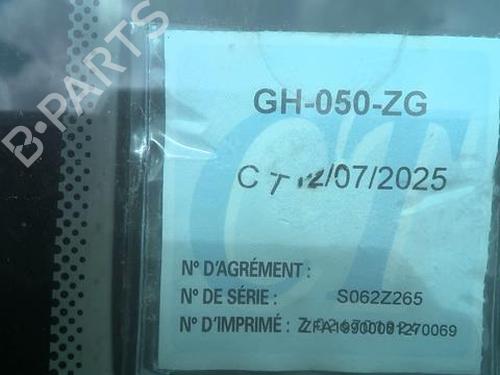 B-PARTS
GH-050-ZG
CT 12/07/2025
N° D'AGRÉMENT :
N° DE SÉRIE : S062Z265
N° D'IMPRIMÉ :